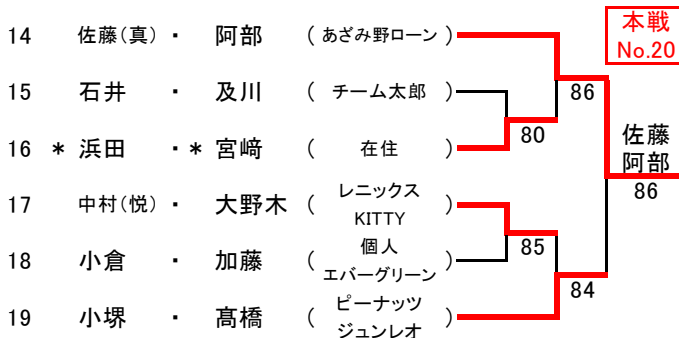 本戦
No.20
14 佐藤(真)・ 阿部 (あざみ野ローン)
86
15 石井 ・ 及川 ( チーム太郎 )
80
佐藤
阿部
86
16 * 浜田 ・* 宮﨑 ( 在住 )
17 中村(悦)・ 大野木 ( レニックス
KITTY )
85
18 小倉 ・ 加藤 ( 個人
エバーグリーン )
84
19 小堺 ・ 髙橋 ( ピーナッツ
ジュンレオ )